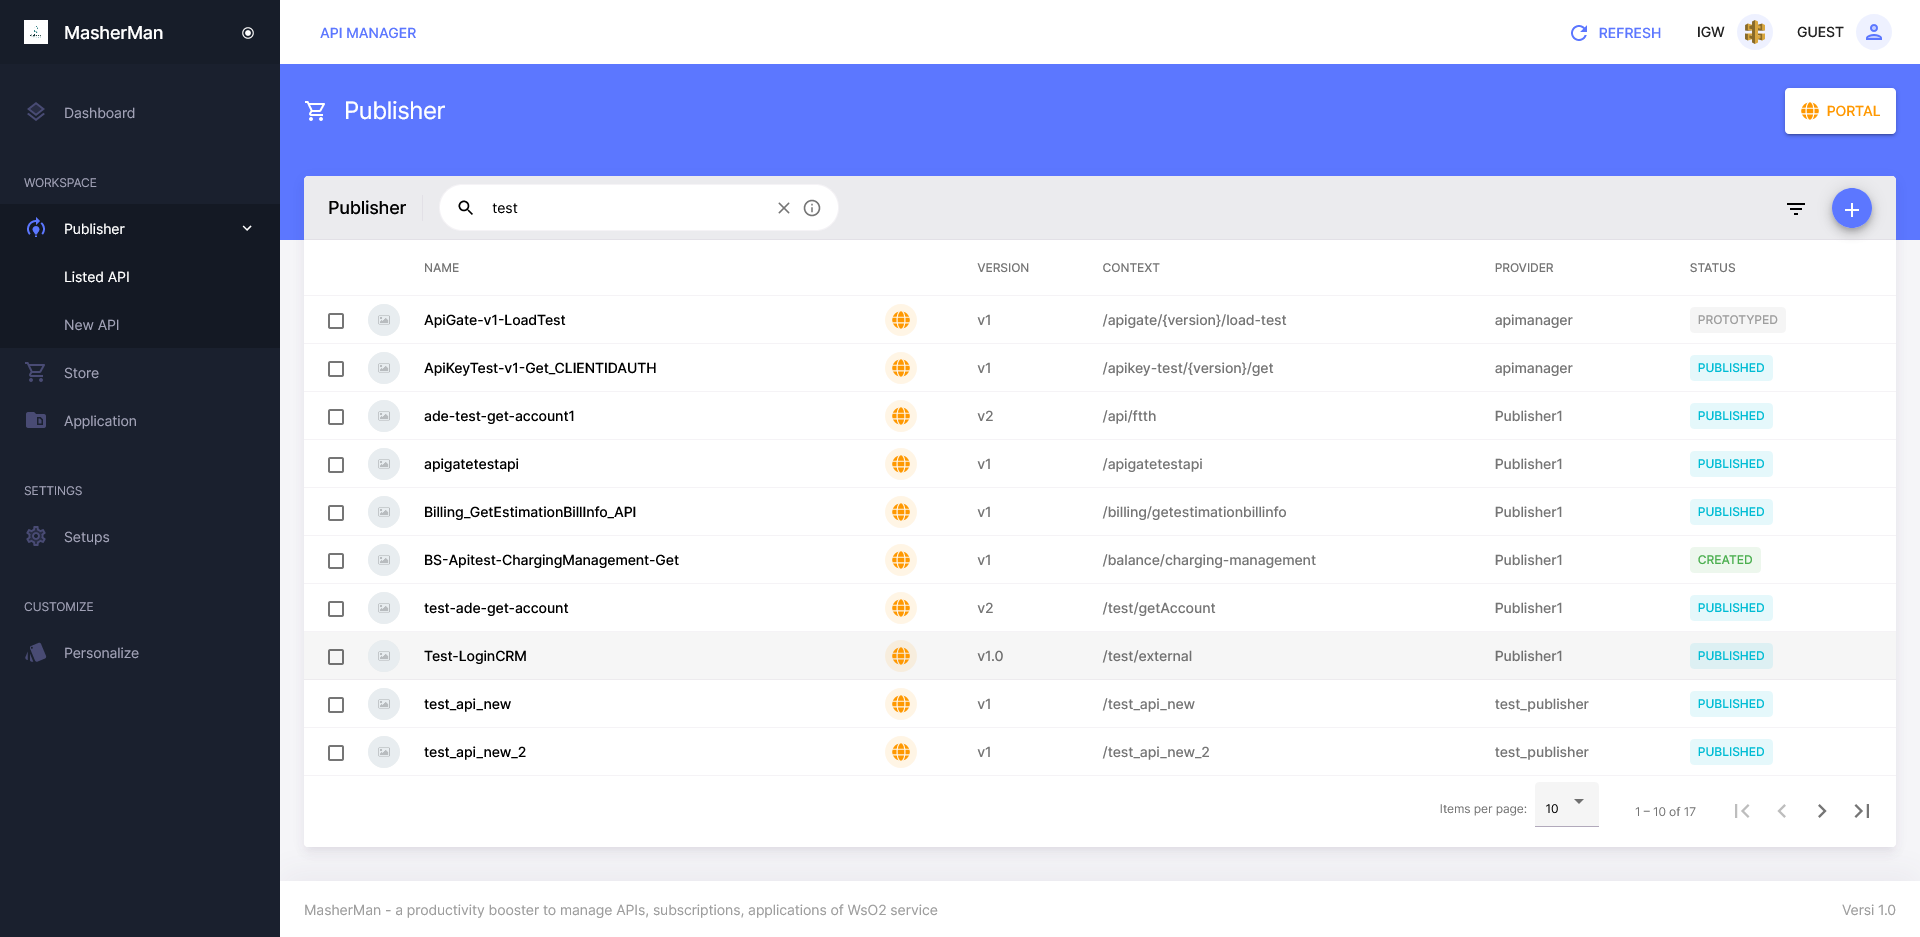 MasherMan
API MANAGER
REFRESH
IGW
GUEST
Dashboard
WORKSPACE
Publisher
Listed API
New API
Store
Application
SETTINGS
Setups
CUSTOMIZE
Personalize
Publisher
PORTAL
Publisher
test
NAME VERSION CONTEXT PROVIDER STATUS
ApiGate-v1-LoadTest v1 /apigate/{version}/load-test apimanager PROTOTYPED
ApiKeyTest-v1-Get_CLIENTIDAUTH v1 /apikey-test/{version}/get apimanager PUBLISHED
ade-test-get-account1 v2 /api/ftth Publisher1 PUBLISHED
apigatetestapi v1 /apigatetestapi Publisher1 PUBLISHED
Billing_GetEstimationBillInfo_API v1 /billing/getestimationbillinfo Publisher1 PUBLISHED
BS-Apitest-ChargingManagement-Get v1 /balance/charging-management Publisher1 CREATED
test-ade-get-account v2 /test/getAccount Publisher1 PUBLISHED
Test-LoginCRM v1.0 /test/external Publisher1 PUBLISHED
test_api_new v1 /test_api_new test_publisher PUBLISHED
test_api_new_2 v1 /test_api_new_2 test_publisher PUBLISHED
Items per page: 10 1 – 10 of 17
MasherMan - a productivity booster to manage APIs, subscriptions, applications of WsO2 service
Versi 1.0